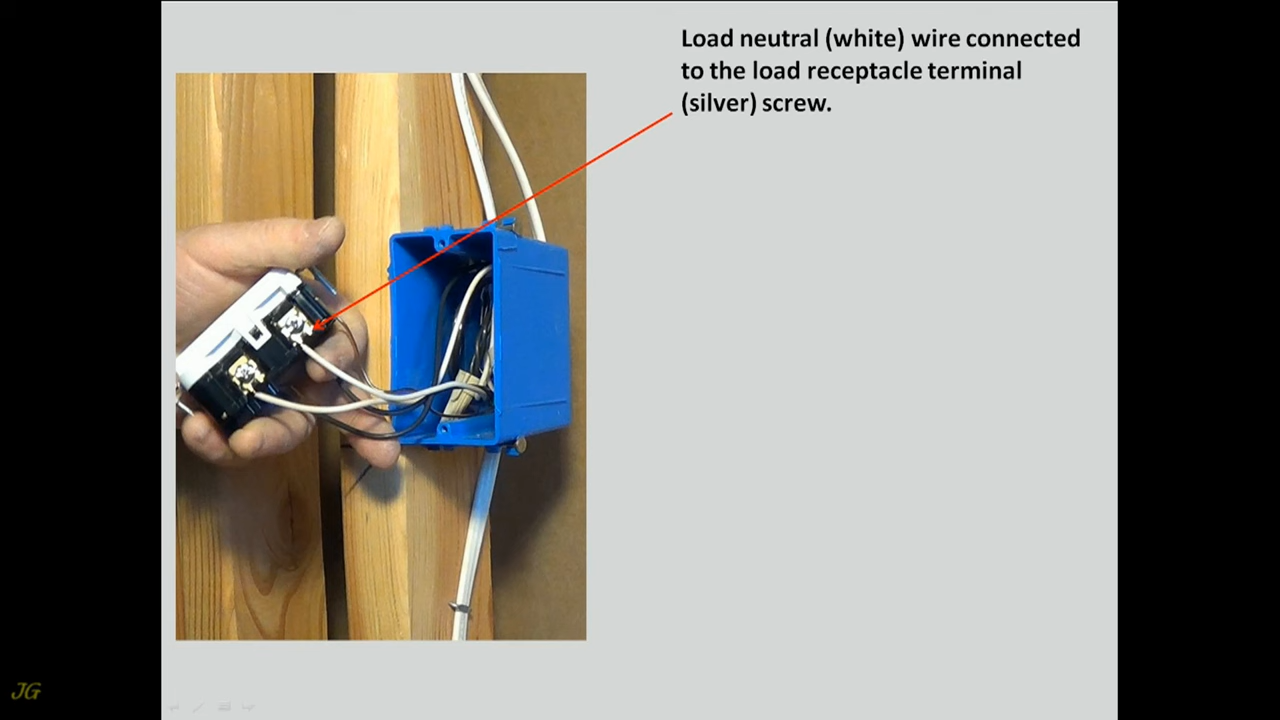 Load neutral (white) wire connected
to the load receptacle terminal
(silver) screw.
JG